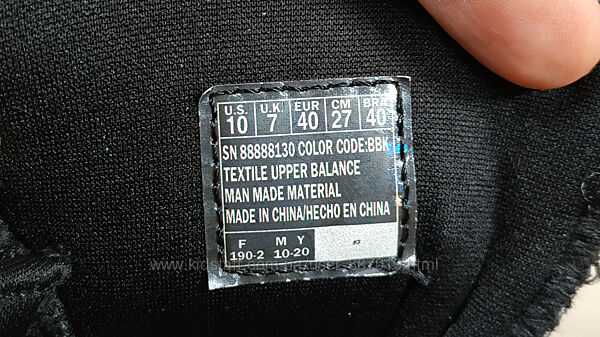 U.S. U.K EUR CM BRA
10 7 40 27 40
SN 88888130 COLOR CODE:BBK
TEXTILE UPPER BALANCE
MAN MADE MATERIAL
MADE IN CHINA/HECHO EN CHINA
F M Y
190-2 10-20